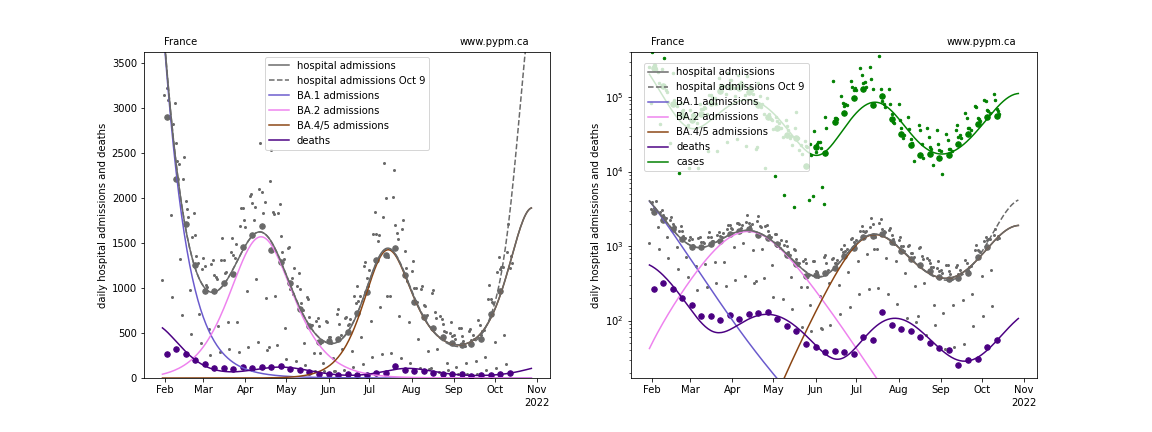 France www.pypm.ca
hospital admissions
hospital admissions Oct 9
BA.1 admissions
BA.2 admissions
BA.4/5 admissions
deaths
daily hospital admissions and deaths
3500
3000
2500
2000
1500
1000
500
0
Feb Mar Apr May Jun Jul Aug Sep Oct Nov
2022
France www.pypm.ca
hospital admissions
hospital admissions Oct 9
BA.1 admissions
BA.2 admissions
BA.4/5 admissions
deaths
cases
daily hospital admissions and deaths
10⁵
10⁴
10³
10²
Feb Mar Apr May Jun Jul Aug Sep Oct Nov
2022